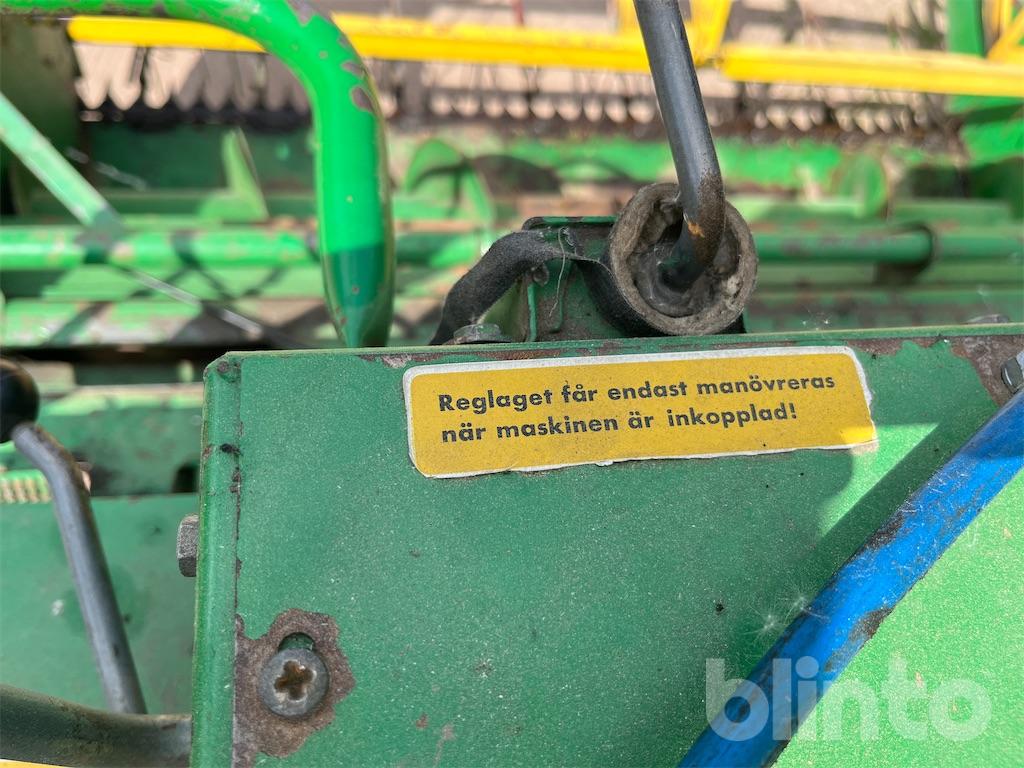 Reglaget får endast manövreras
när maskinen är inkopplad!
blinto